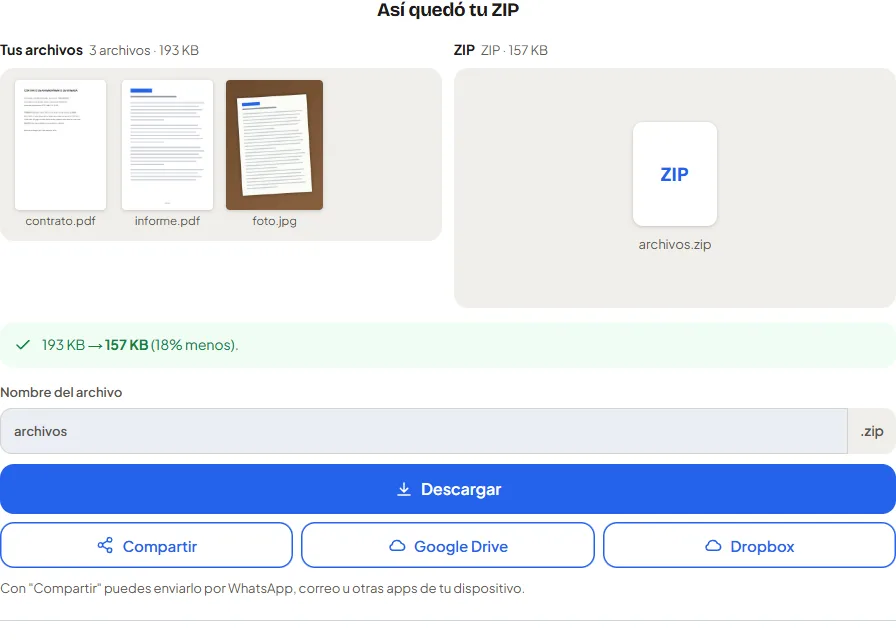 Así quedó tu ZIP
Tus archivos 3 archivos · 193 KB
ZIP ZIP · 157 KB
contrato.pdf
informe.pdf
foto.jpg
ZIP
archivos.zip
193 KB → 157 KB (18% menos).
Nombre del archivo
archivos
.zip
Descargar
Compartir
Google Drive
Dropbox
Con "Compartir" puedes enviarlo por WhatsApp, correo u otras apps de tu dispositivo.